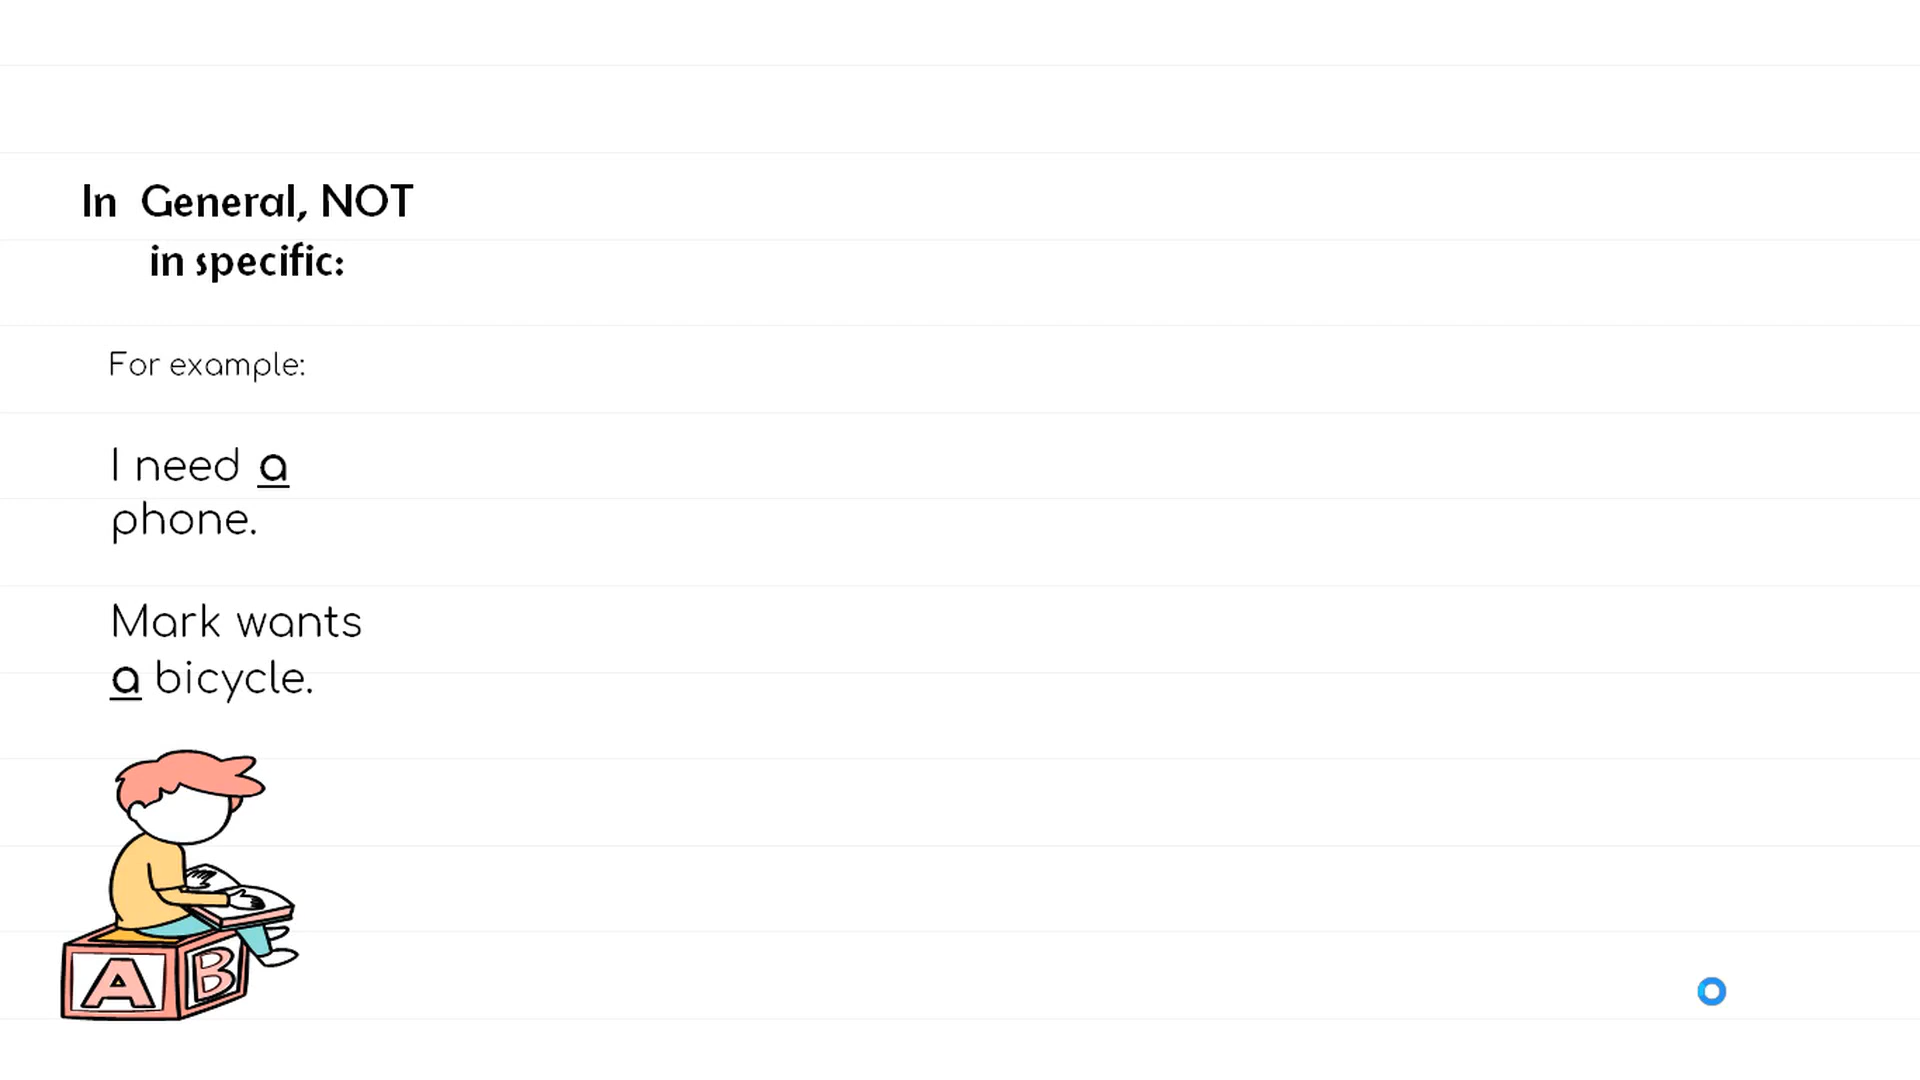 In  General, NOT
in specific:
For example:
I need a
phone.
Mark wants
a bicycle.
A B